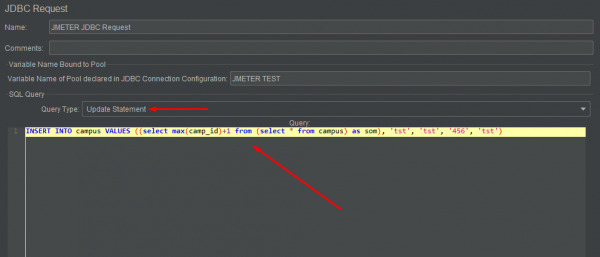 JDBC Request
Name: JMETER JDBC Request
Comments:
Variable Name Bound to Pool
Variable Name of Pool declared in JDBC Connection Configuration: JMETER TEST
SQL Query
Query Type: Update Statement
Query:
1 INSERT INTO campus VALUES ((select max(camp_id)+1 from (select * from campus) as som), 'tst', 'tst', '456', 'tst')